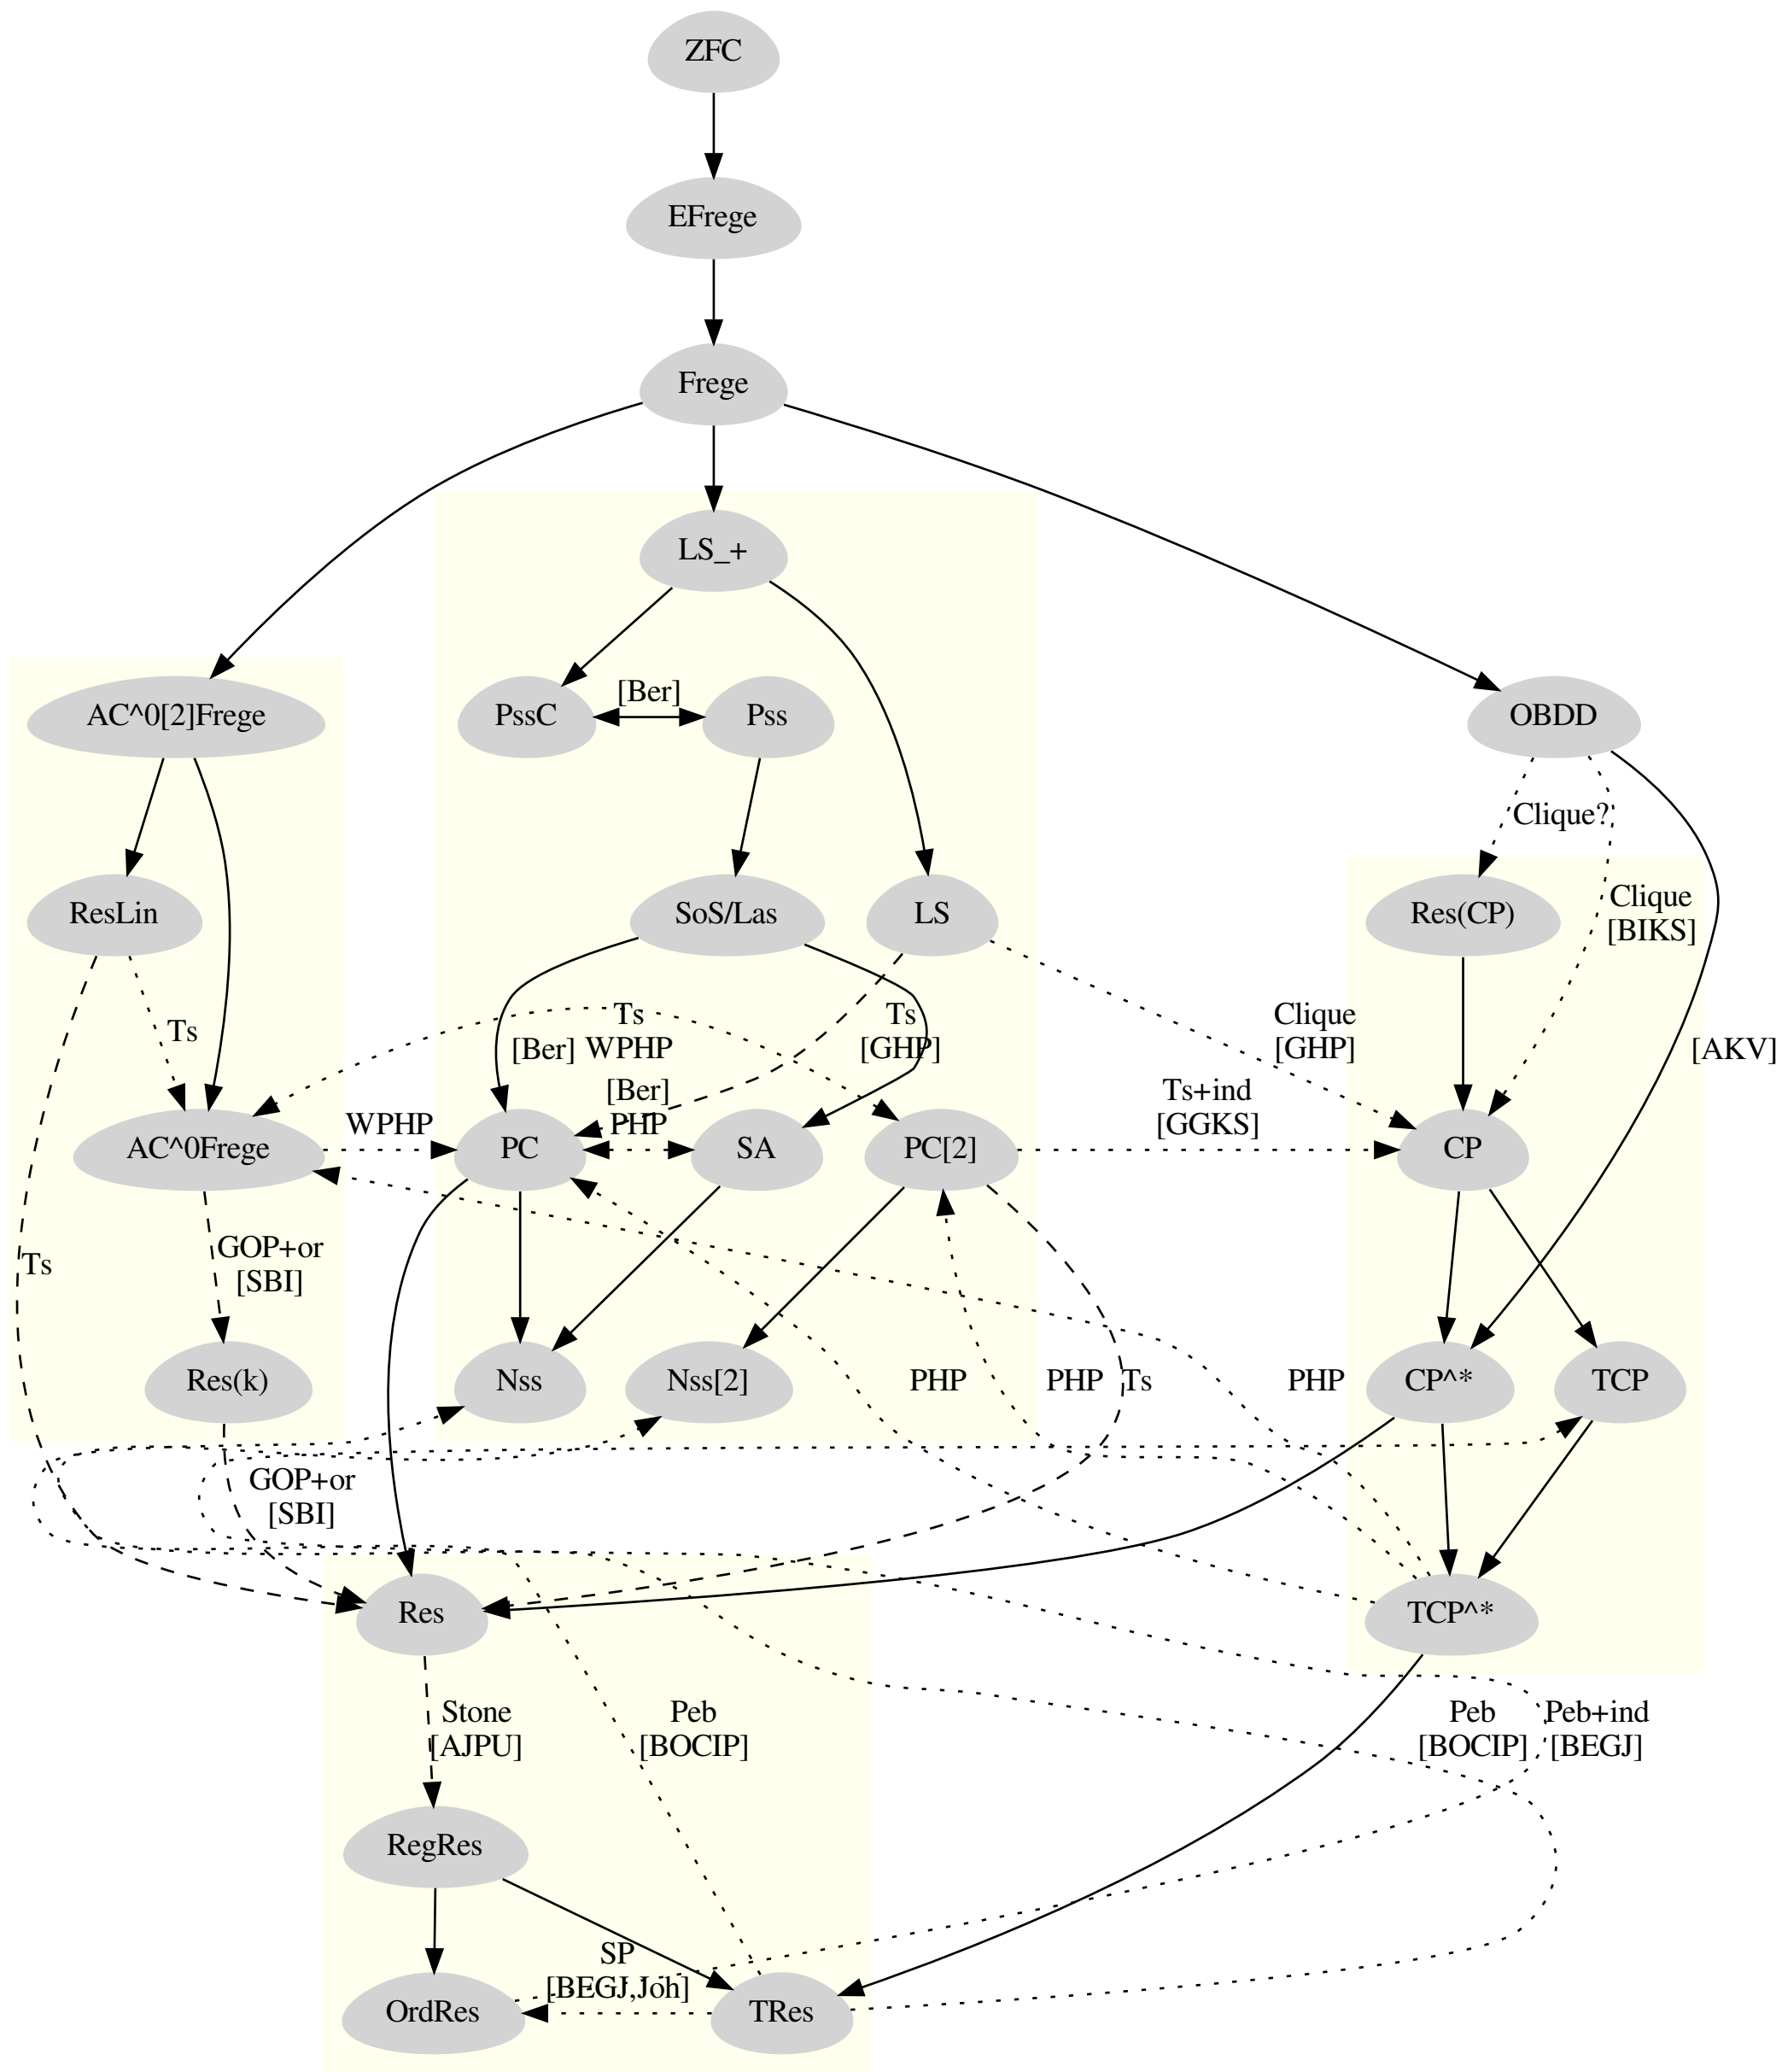 ZFC
EFrege
Frege
LS_+
AC^0[2]Frege
PssC
[Ber]
Pss
OBDD
Clique?
ResLin
SoS/Las
LS
Res(CP)
Clique
[BIKS]
Ts
[Ber]
Ts
WPHP
Ts
[GHP]
Clique
[GHP]
[AKV]
AC^0Frege
WPHP
PC
[Ber]
PHP
SA
PC[2]
Ts+ind
[GGKS]
CP
Ts
GOP+or
[SBI]
Res(k)
Nss
Nss[2]
PHP
PHP
Ts
PHP
CP^*
TCP
GOP+or
[SBI]
Res
TCP^*
Stone
[AJPU]
Peb
[BOCIP]
Peb
[BOCIP]
Peb+ind
[BEGJ]
RegRes
SP
[BEGJ,Joh]
OrdRes
TRes